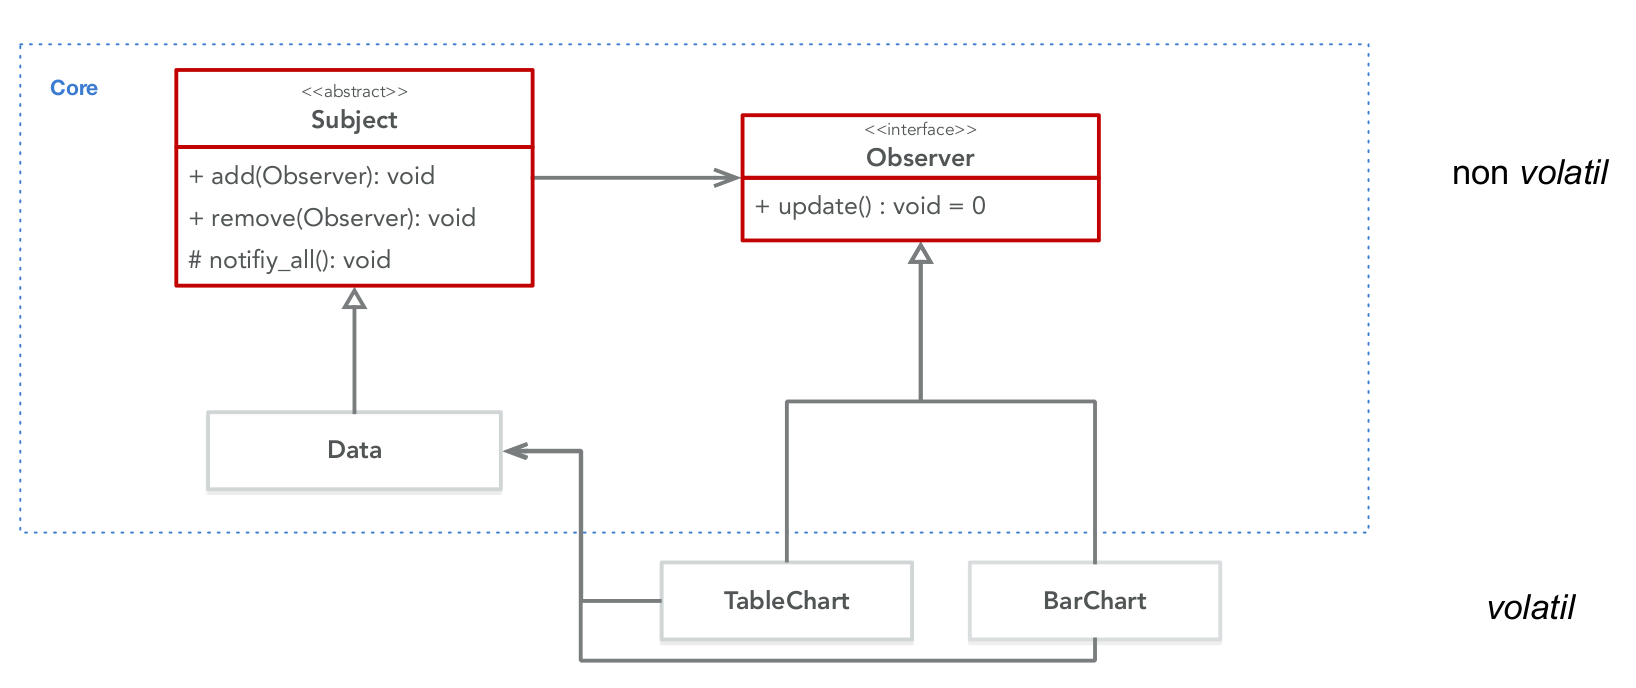 Core
<<abstract>>
Subject
+ add(Observer): void
+ remove(Observer): void
# notifiy_all(): void
<<interface>>
Observer
+ update() : void = 0
non volatil
Data
TableChart
BarChart
volatil